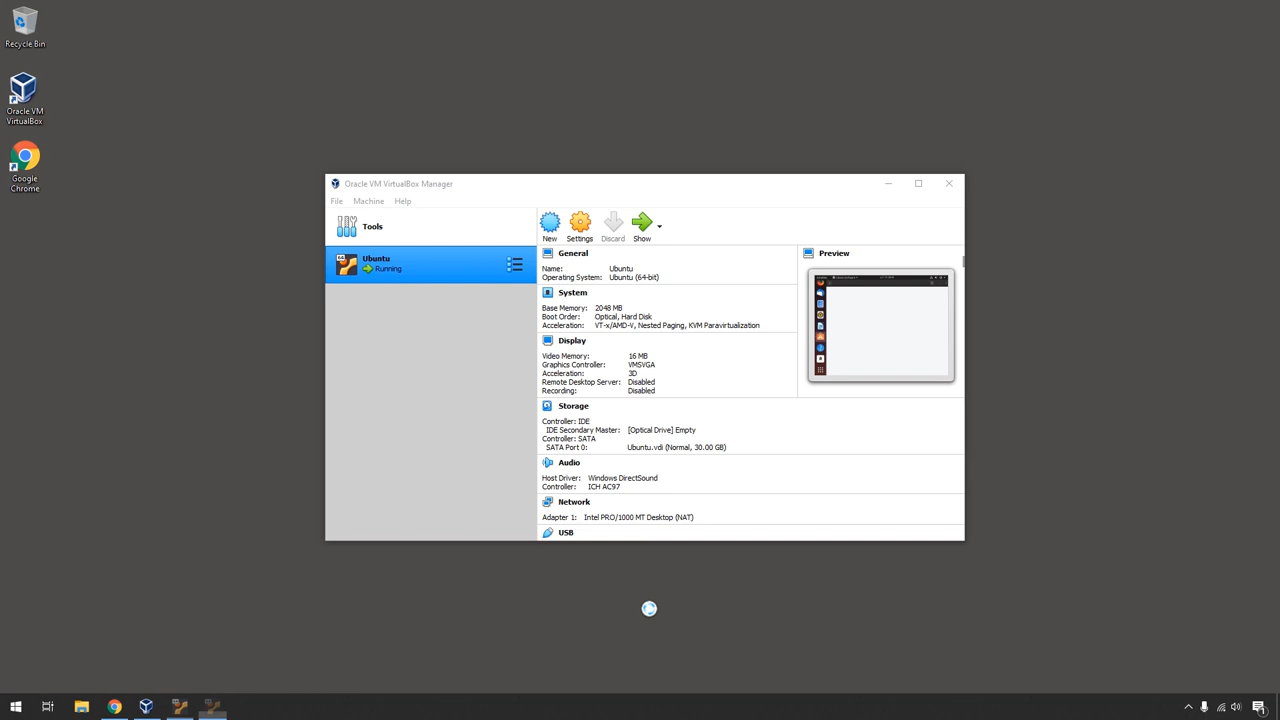 Recycle Bin
Oracle VM
VirtualBox
Google
Chrome
Oracle VM VirtualBox Manager
File Machine Help
Tools
New Settings Discard Show
Ubuntu
Running
General
Name: Ubuntu
Operating System: Ubuntu (64-bit)
System
Base Memory: 2048 MB
Boot Order: Optical, Hard Disk
Acceleration: VT-x/AMD-V, Nested Paging, KVM Paravirtualization
Display
Video Memory: 16 MB
Graphics Controller: VMSVGA
Acceleration: 3D
Remote Desktop Server: Disabled
Recording: Disabled
Storage
Controller: IDE
IDE Secondary Master: [Optical Drive] Empty
Controller: SATA
SATA Port 0: Ubuntu.vdi (Normal, 30.00 GB)
Audio
Host Driver: Windows DirectSound
Controller: ICH AC97
Network
Adapter 1: Intel PRO/1000 MT Desktop (NAT)
USB
Preview